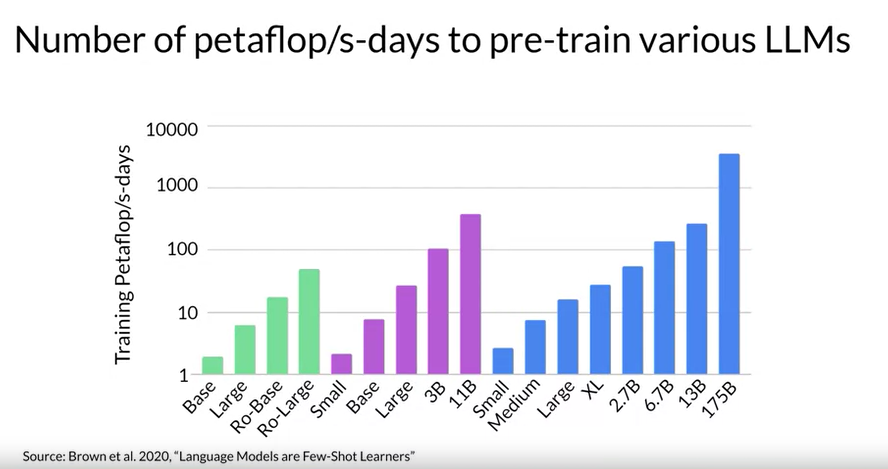 Number of petaflop/s-days to pre-train various LLMs
Training Petaflop/s-days
10000
1000
100
10
1
Base
Large
Ro-Base
Ro-Large
Small
Base
Large
3B
11B
Small
Medium
Large
XL
2.7B
6.7B
13B
175B
Source: Brown et al. 2020, “Language Models are Few-Shot Learners”